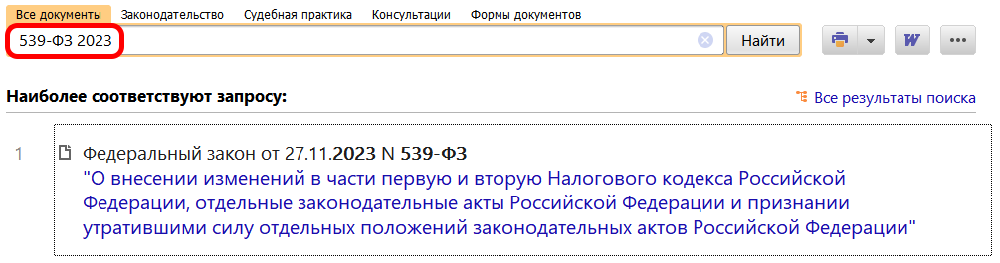 Все документы Законодательство Судебная практика Консультации Формы документов
539-ФЗ 2023 Найти W
Наиболее соответствуют запросу: Все результаты поиска
1 Федеральный закон от 27.11.2023 N 539-ФЗ
"О внесении изменений в части первую и вторую Налогового кодекса Российской
Федерации, отдельные законодательные акты Российской Федерации и признании
утратившими силу отдельных положений законодательных актов Российской Федерации"